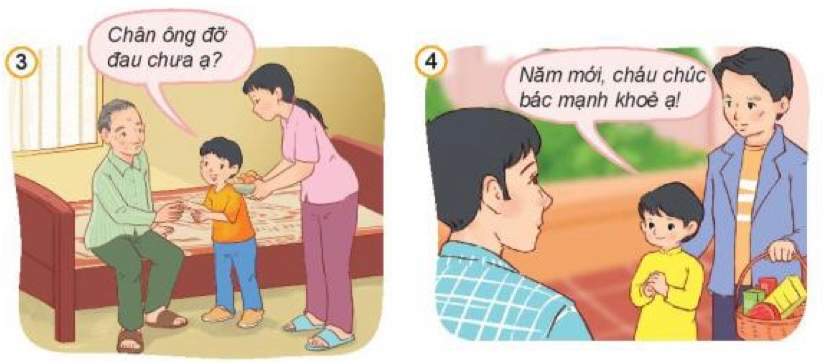 3
Chân ông đỡ
đau chưa ạ?
4
Năm mới, cháu chúc
bác mạnh khoẻ ạ!